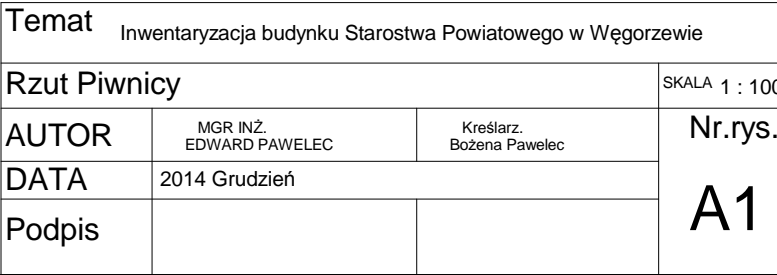 Temat Inwentaryzacja budynku Starostwa Powiatowego w Węgorzewie
Rzut Piwnicy SKALA 1 : 100
AUTOR MGR INŻ. EDWARD PAWELEC Kreślarz. Bożena Pawelec Nr.rys.
DATA 2014 Grudzień
A1
Podpis